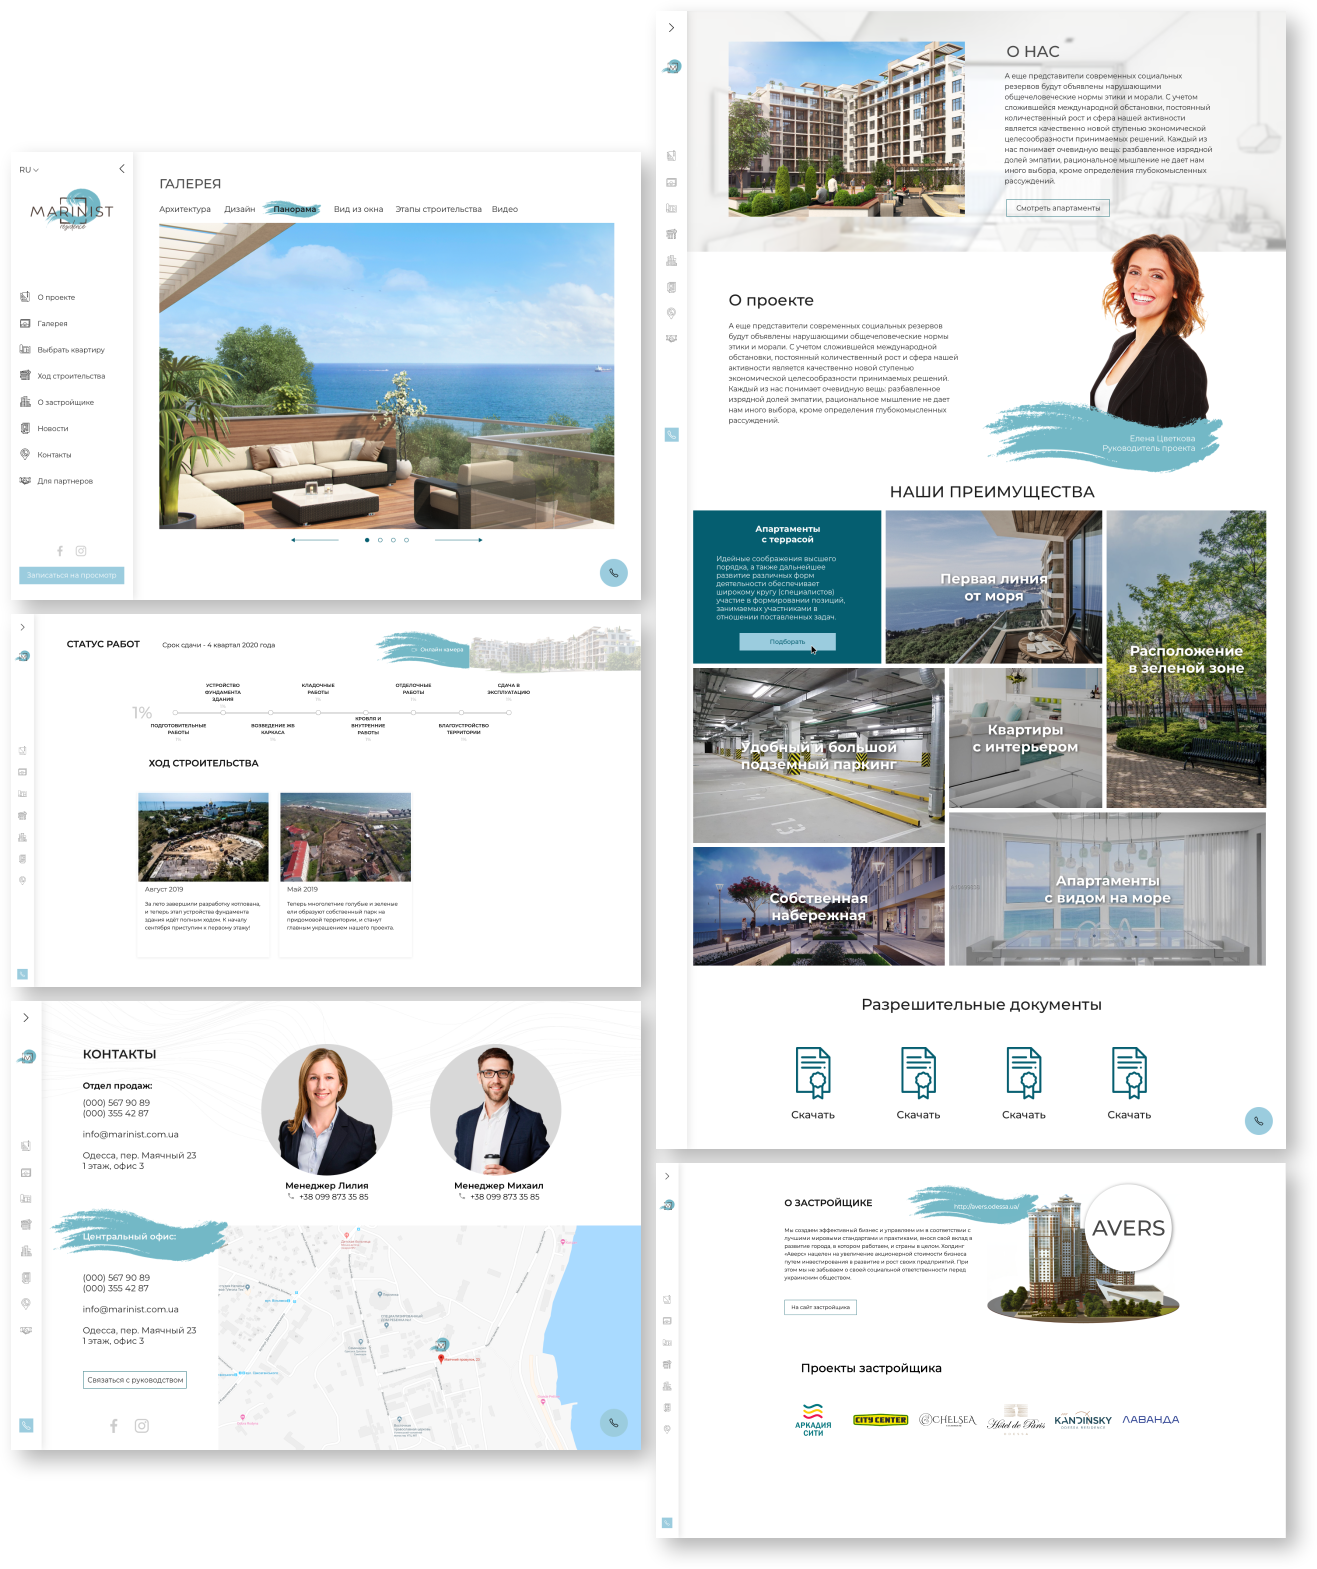 RU
MARINIST
residence
О проекте
Галерея
Выбрать квартиру
Ход строительства
О застройщике
Новости
Контакты
Для партнеров
Записаться на просмотр
ГАЛЕРЕЯ
Архитектура Дизайн Панорама Вид из окна Этапы строительства Видео
СТАТУС РАБОТ Срок сдачи - 4 квартал 2020 года
Онлайн камера
УСТРОЙСТВО
ФУНДАМЕНТА
ЗДАНИЯ
КЛАДОЧНЫЕ
РАБОТЫ
ОТДЕЛОЧНЫЕ
РАБОТЫ
СДАЧА В
ЭКСПЛУАТАЦИЮ
1%
ПОДГОТОВИТЕЛЬНЫЕ
РАБОТЫ
ВОЗВЕДЕНИЕ ЖБ
КАРКАСА
КРОВЛЯ И
ВНУТРЕННИЕ
РАБОТЫ
БЛАГОУСТРОЙСТВО
ТЕРРИТОРИИ
ХОД СТРОИТЕЛЬСТВА
Август 2019
За лето завершили разработку котлована,
и теперь этап устройства фундамента
здания идет полным ходом. К началу
сентября приступим к первому этажу!
Май 2019
Теперь многолетние голубые и зеленые
ели образуют собственный парк на
придомовой территории, и станут
главным украшением нашего проекта.
КОНТАКТЫ
Отдел продаж:
(000) 567 90 89
(000) 355 42 87
info@marinist.com.ua
Одесса, пер. Маячный 23
1 этаж, офис 3
Менеджер Лилия
+38 099 873 35 85
Менеджер Михаил
+38 099 873 35 85
Центральный офис:
(000) 567 90 89
(000) 355 42 87
info@marinist.com.ua
Одесса, пер. Маячный 23
1 этаж, офис 3
Связаться с руководством
О НАС
А еще представители современных социальных
резервов будут объявлены нарушающими
общечеловеческие нормы этики и морали. С учетом
сложившейся международной обстановки, постоянный
количественный рост и сфера нашей активности
является качественно новой ступенью экономической
целесообразности принимаемых решений. Каждый из
нас понимает очевидную вещь: разбавленное изрядной
долей эмпатии, рациональное мышление не дает нам
иного выбора, кроме определения глубокомысленных
рассуждений.
Смотреть апартаменты
О проекте
А еще представители современных социальных резервов
будут объявлены нарушающими общечеловеческие нормы
этики и морали. С учетом сложившейся международной
обстановки, постоянный количественный рост и сфера нашей
активности является качественно новой ступенью
экономической целесообразности принимаемых решений.
Каждый из нас понимает очевидную вещь: разбавленное
изрядной долей эмпатии, рациональное мышление не дает
нам иного выбора, кроме определения глубокомысленных
рассуждений.
Елена Цветкова
Руководитель проекта
НАШИ ПРЕИМУЩЕСТВА
Апартаменты
с террасой
Идейные соображения высшего
порядка, а также дальнейшее
развитие различных форм
деятельности обеспечивает
широкому кругу (специалистов)
участие в формировании позиций,
занимаемых участниками в
отношении поставленных задач.
Подборать
Первая линия
от моря
Расположение
в зеленой зоне
Удобный и большой
подземный паркинг
13
Квартиры
с интерьером
Собственная
набережная
Апартаменты
с видом на море
Разрешительные документы
Скачать Скачать Скачать Скачать
О ЗАСТРОЙЩИКЕ
http://avers.odessa.ua/
AVERS
Мы создаем эффективный бизнес и управляем им в соответствии с
лучшими мировыми стандартами и практиками, внося свой вклад в
развитие города, в котором работаем, и страны в целом. Холдинг
«Аверс» нацелен на увеличение акционерной стоимости бизнеса
путем инвестирования в развитие и рост своих предприятий. При
этом мы не забываем о своей социальной ответственности перед
украинским обществом.
На сайт застройщика
Проекты застройщика
АРКАДИЯ
СИТИ
CITY CENTER
CHELSEA
Hôtel de Paris
KANDINSKY
ODESSA RESIDENCE
ЛАВАНДА